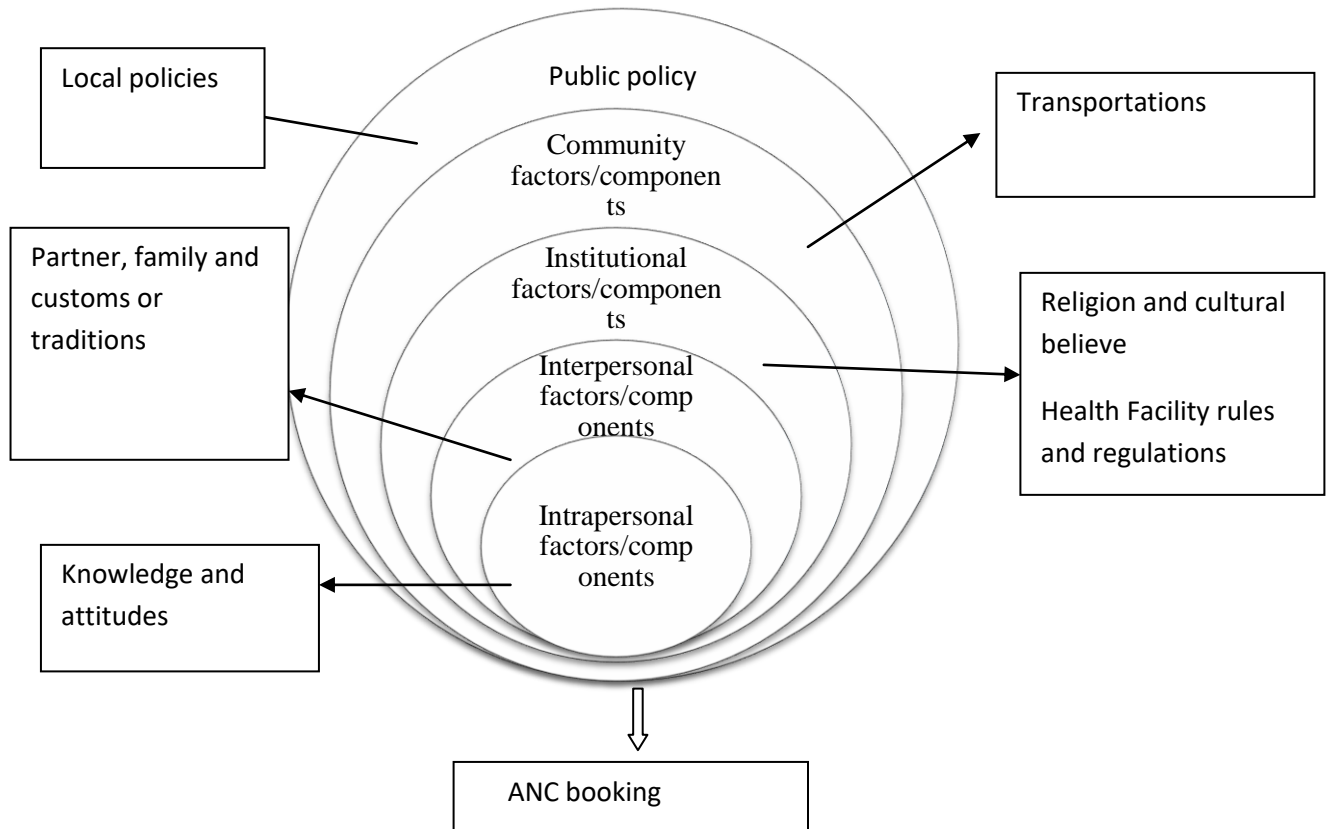 Local policies
Public policy
Transportations
Community
factors/componen
ts
Partner, family and
customs or
traditions
Institutional
factors/componen
ts
Religion and cultural
believe
Health Facility rules
and regulations
Interpersonal
factors/comp
onents
Intrapersonal
factors/comp
onents
Knowledge and
attitudes
ANC booking